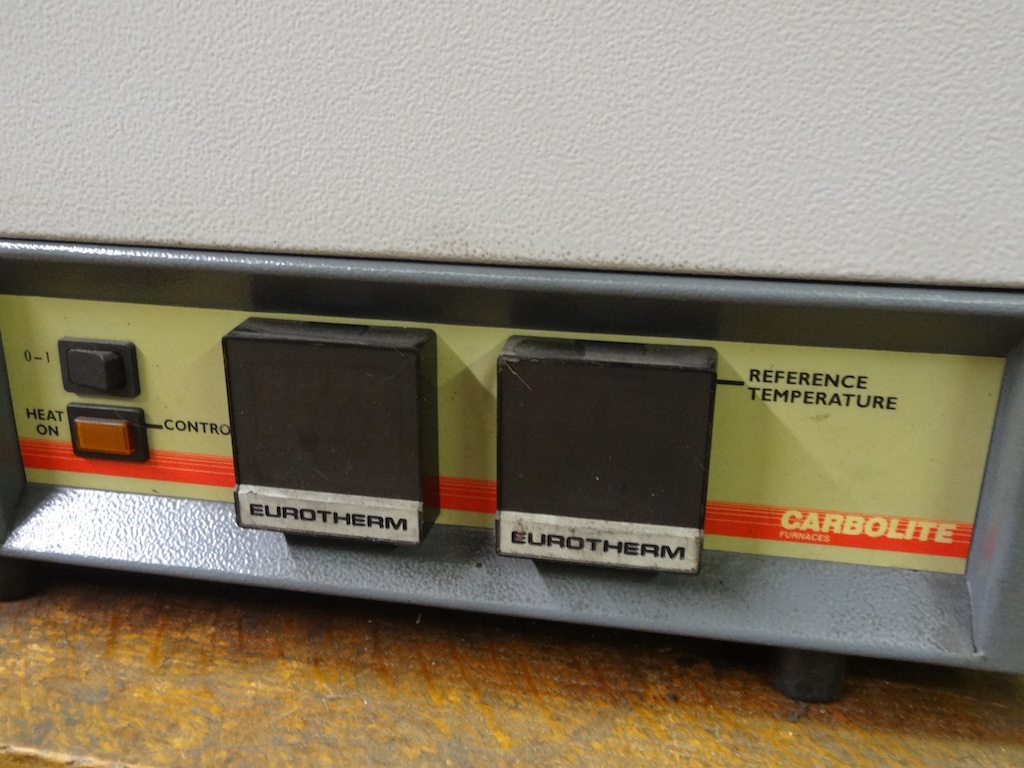 0-1
HEAT
ON
CONTRO
EUROTHERM
EUROTHERM
REFERENCE
TEMPERATURE
CARBOLITE
FURNACES